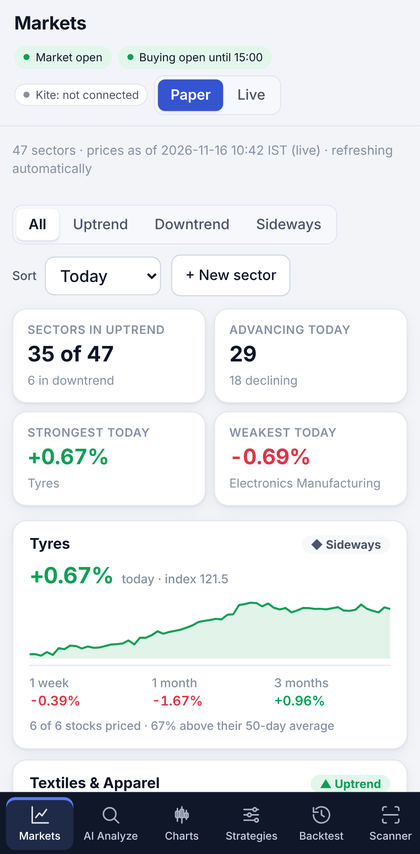 Markets
Market open
Buying open until 15:00
Kite: not connected
Paper
Live
47 sectors · prices as of 2026-11-16 10:42 IST (live) · refreshing
automatically
All
Uptrend
Downtrend
Sideways
Sort
Today
+ New sector
SECTORS IN UPTREND
35 of 47
6 in downtrend
ADVANCING TODAY
29
18 declining
STRONGEST TODAY
+0.67%
Tyres
WEAKEST TODAY
-0.69%
Electronics Manufacturing
Tyres
◆ Sideways
+0.67% today · index 121.5
1 week
-0.39%
1 month
-1.67%
3 months
+0.96%
6 of 6 stocks priced · 67% above their 50-day average
Textiles & Apparel
▲ Uptrend
Markets
AI Analyze
Charts
Strategies
Backtest
Scanner